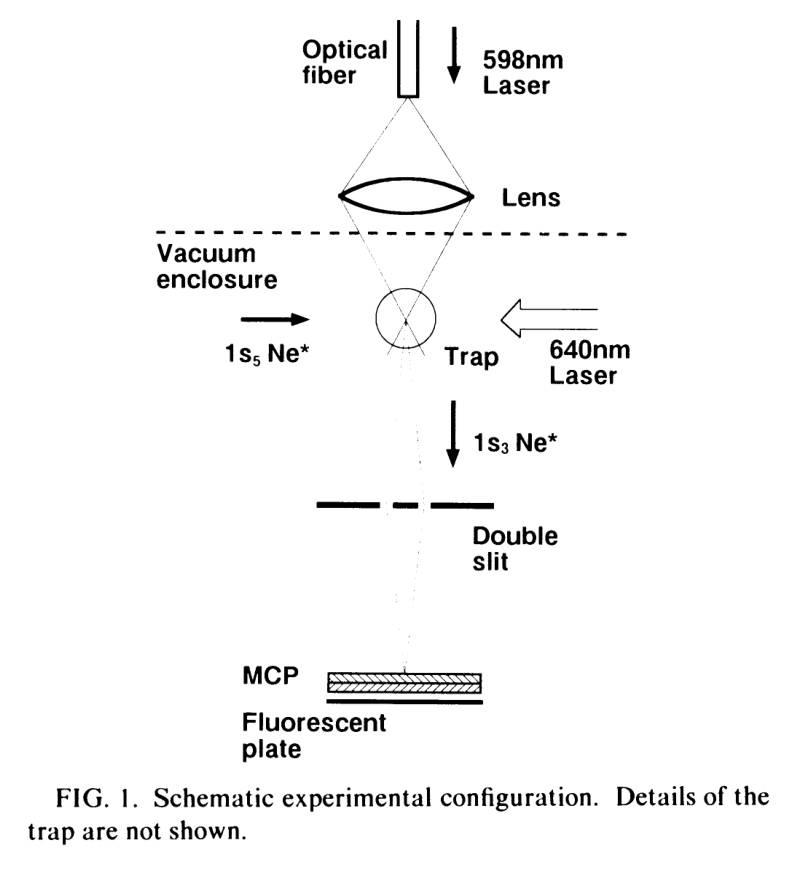 Optical
fiber
598nm
Laser
Lens
Vacuum
enclosure
1s₅ Ne*
Trap
640nm
Laser
1s₃ Ne*
Double
slit
MCP
Fluorescent
plate
FIG. 1. Schematic experimental configuration. Details of the
trap are not shown.